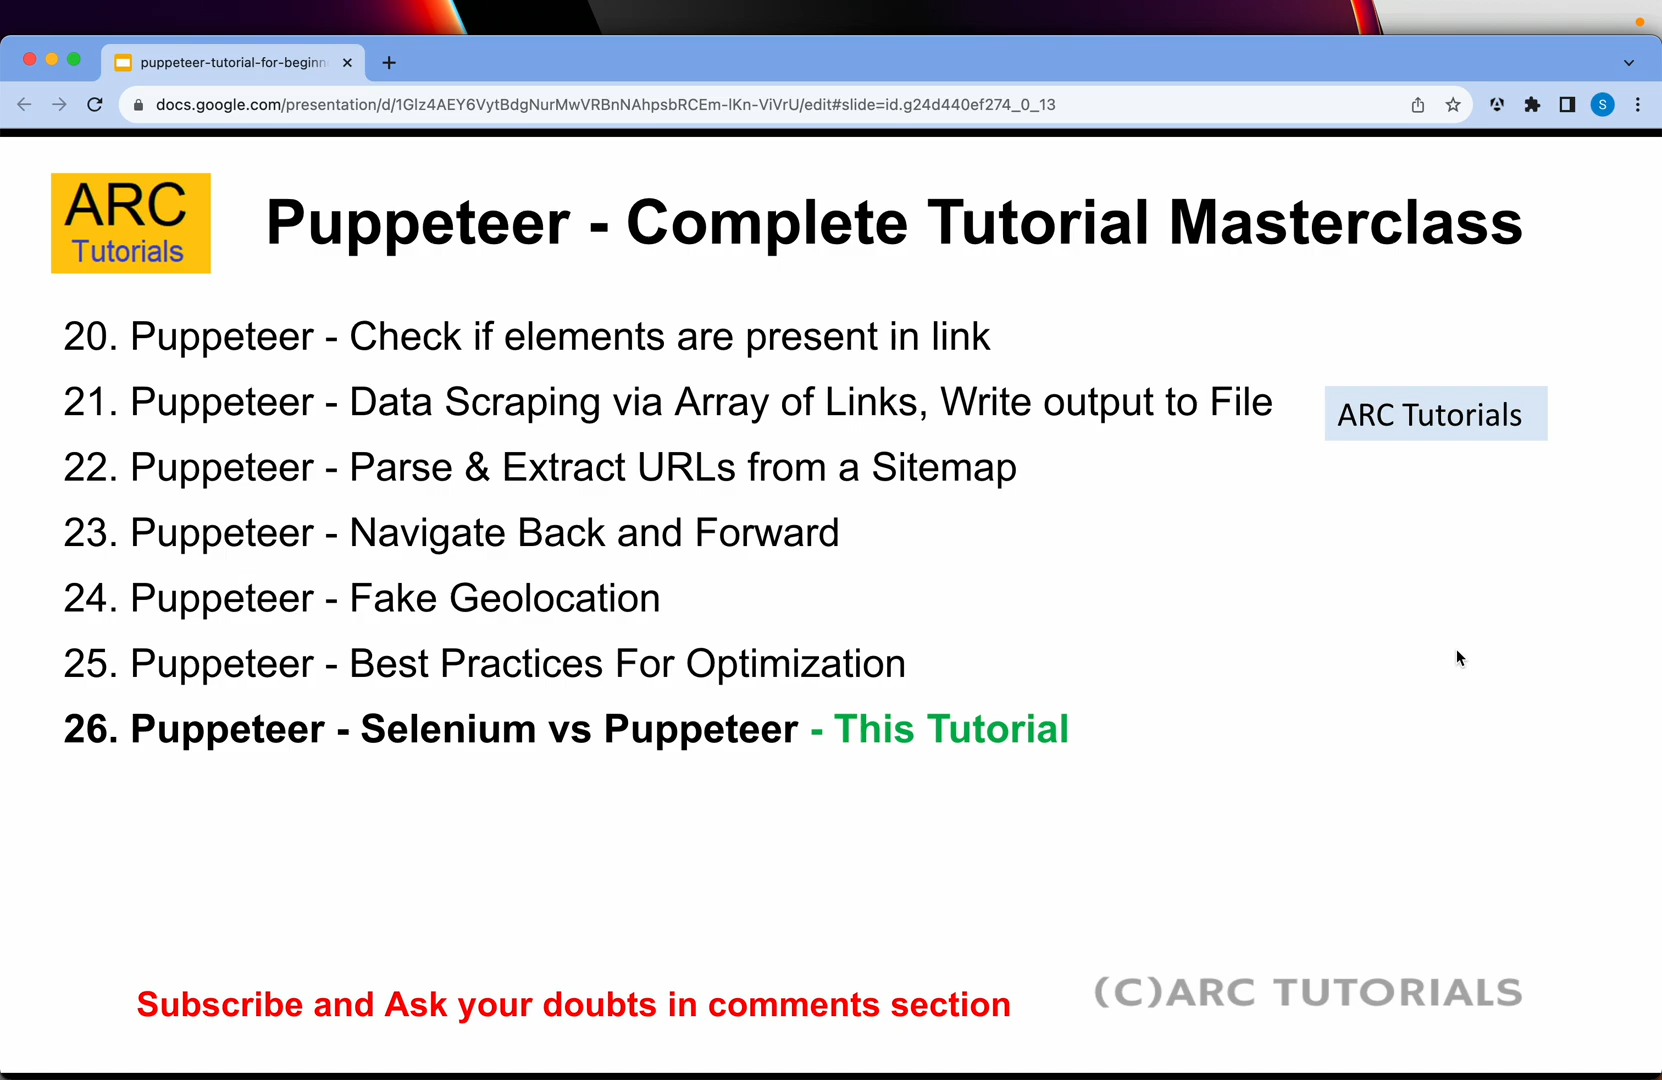 puppeteer-tutorial-for-beginn
docs.google.com/presentation/d/1Glz4AEY6VytBdgNurMwVRBnNAhpsbRCEm-lKn-ViVrU/edit#slide=id.g24d440ef274_0_13
S
ARC
Tutorials
Puppeteer - Complete Tutorial Masterclass
20. Puppeteer - Check if elements are present in link
21. Puppeteer - Data Scraping via Array of Links, Write output to File
ARC Tutorials
22. Puppeteer - Parse & Extract URLs from a Sitemap
23. Puppeteer - Navigate Back and Forward
24. Puppeteer - Fake Geolocation
25. Puppeteer - Best Practices For Optimization
26. Puppeteer - Selenium vs Puppeteer - This Tutorial
Subscribe and Ask your doubts in comments section
(C)ARC TUTORIALS